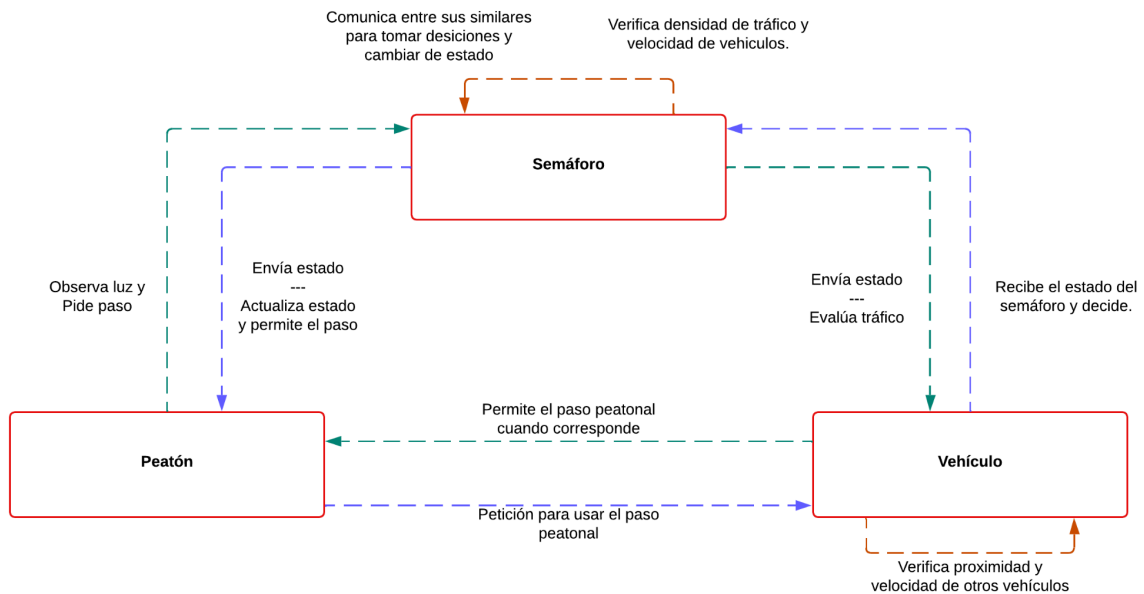 Comunica entre sus similares
para tomar desiciones y
cambiar de estado
Verifica densidad de tráfico y
velocidad de vehiculos.
Semáforo
Observa luz y
Pide paso
Envía estado
---
Actualiza estado
y permite el paso
Envía estado
---
Evalúa tráfico
Recibe el estado del
semáforo y decide.
Permite el paso peatonal
cuando corresponde
Peatón
Vehículo
Petición para usar el paso
peatonal
Verifica proximidad y
velocidad de otros vehículos